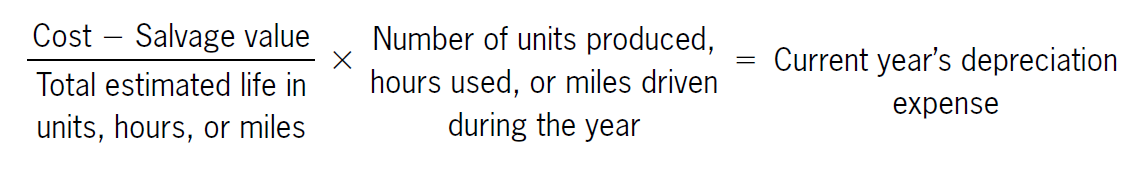 Cost – Salvage value
Total estimated life in
units, hours, or miles
×
Number of units produced,
hours used, or miles driven
during the year
=
Current year’s depreciation
expense